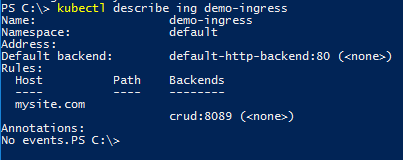 PS C:\> kubectl describe ing demo-ingress
Name: demo-ingress
Namespace: default
Address:
Default backend: default-http-backend:80 (<none>)
Rules:
Host Path Backends
---- ---- --------
mysite.com
crud:8089 (<none>)
Annotations:
No events.PS C:\>